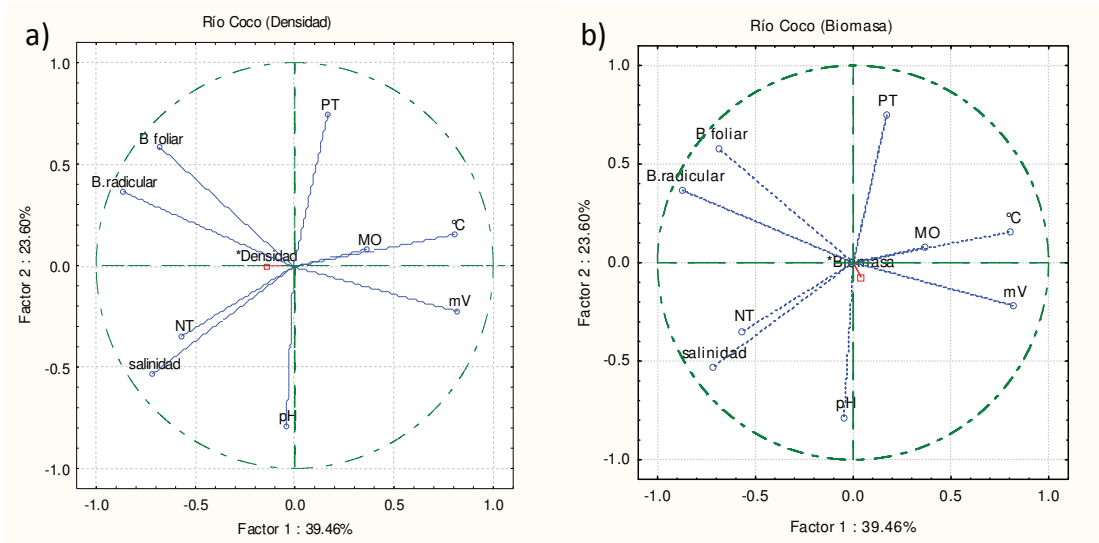 a)
Río Coco (Densidad)
1.0
0.5
0.0
-0.5
-1.0
Factor 2 : 23.60%
PT
B foliar
B.radicular
°C
MO
*Densidad
mV
NT
salinidad
pH
-1.0 -0.5 0.0 0.5 1.0
Factor 1 : 39.46%
b)
Río Coco (Biomasa)
1.0
0.5
0.0
-0.5
-1.0
Factor 2 : 23.60%
PT
B foliar
B.radicular
°C
MO
*Biomasa
mV
NT
salinidad
pH
-1.0 -0.5 0.0 0.5 1.0
Factor 1 : 39.46%